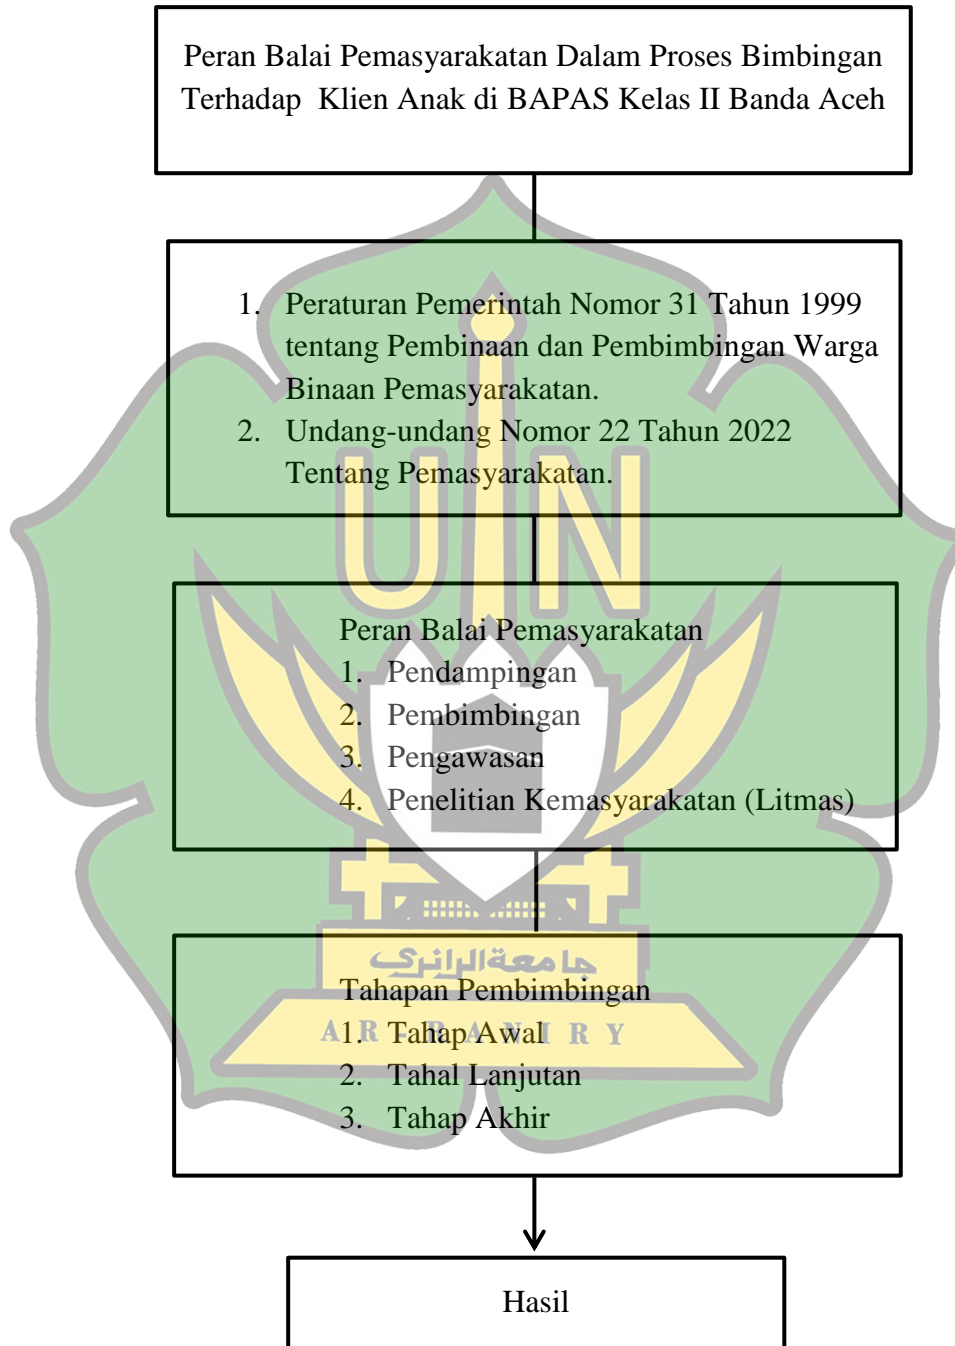 Peran Balai Pemasyarakatan Dalam Proses Bimbingan
Terhadap Klien Anak di BAPAS Kelas II Banda Aceh
1. Peraturan Pemerintah Nomor 31 Tahun 1999
tentang Pembinaan dan Pembimbingan Warga
Binaan Pemasyarakatan.
2. Undang-undang Nomor 22 Tahun 2022
Tentang Pemasyarakatan.
UIN
Peran Balai Pemasyarakatan
1. Pendampingan
2. Pembimbingan
3. Pengawasan
4. Penelitian Kemasyarakatan (Litmas)
جامعة الرانري
Tahapan Pembimbingan
AR-RANIRY
1. Tahap Awal
2. Tahal Lanjutan
3. Tahap Akhir
Hasil